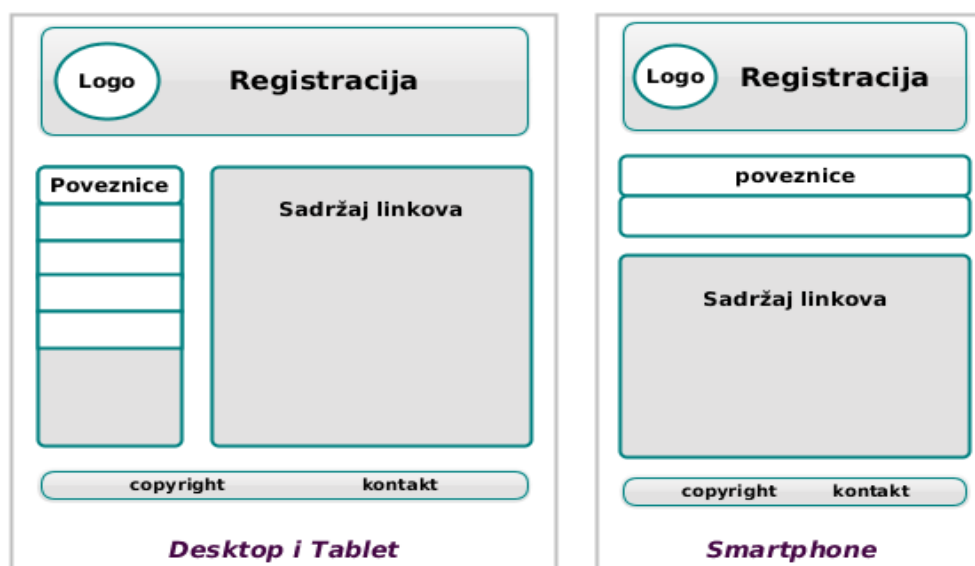 Logo
Registracija
Poveznice
Sadržaj linkova
copyright kontakt
Desktop i Tablet
Logo
Registracija
poveznice
Sadržaj linkova
copyright kontakt
Smartphone